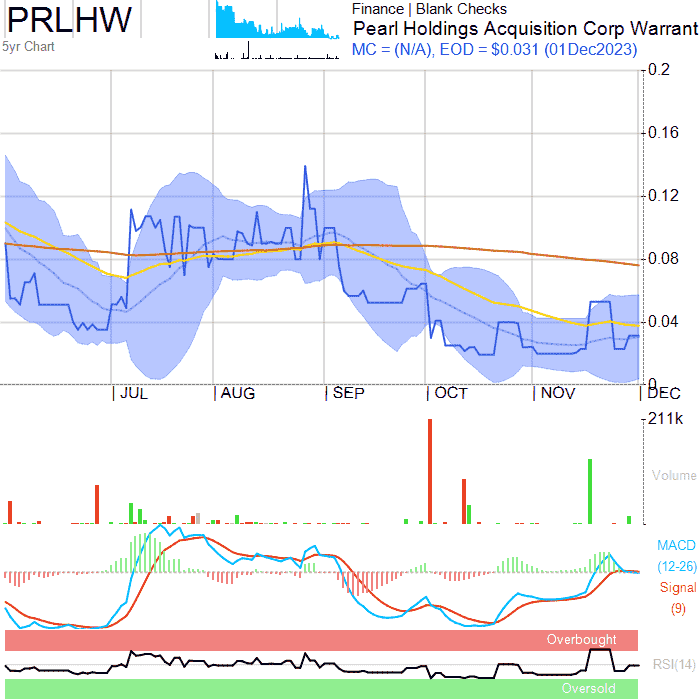 PRLHW
5yr Chart
Finance | Blank Checks
Pearl Holdings Acquisition Corp Warrant
MC = (N/A), EOD = $0.031 (01Dec2023)
0.2
0.16
0.12
0.08
0.04
0
JUL AUG SEP OCT NOV DEC
211k
Volume
MACD
(12-26)
Signal
(9)
Overbought
RSI(14)
Oversold